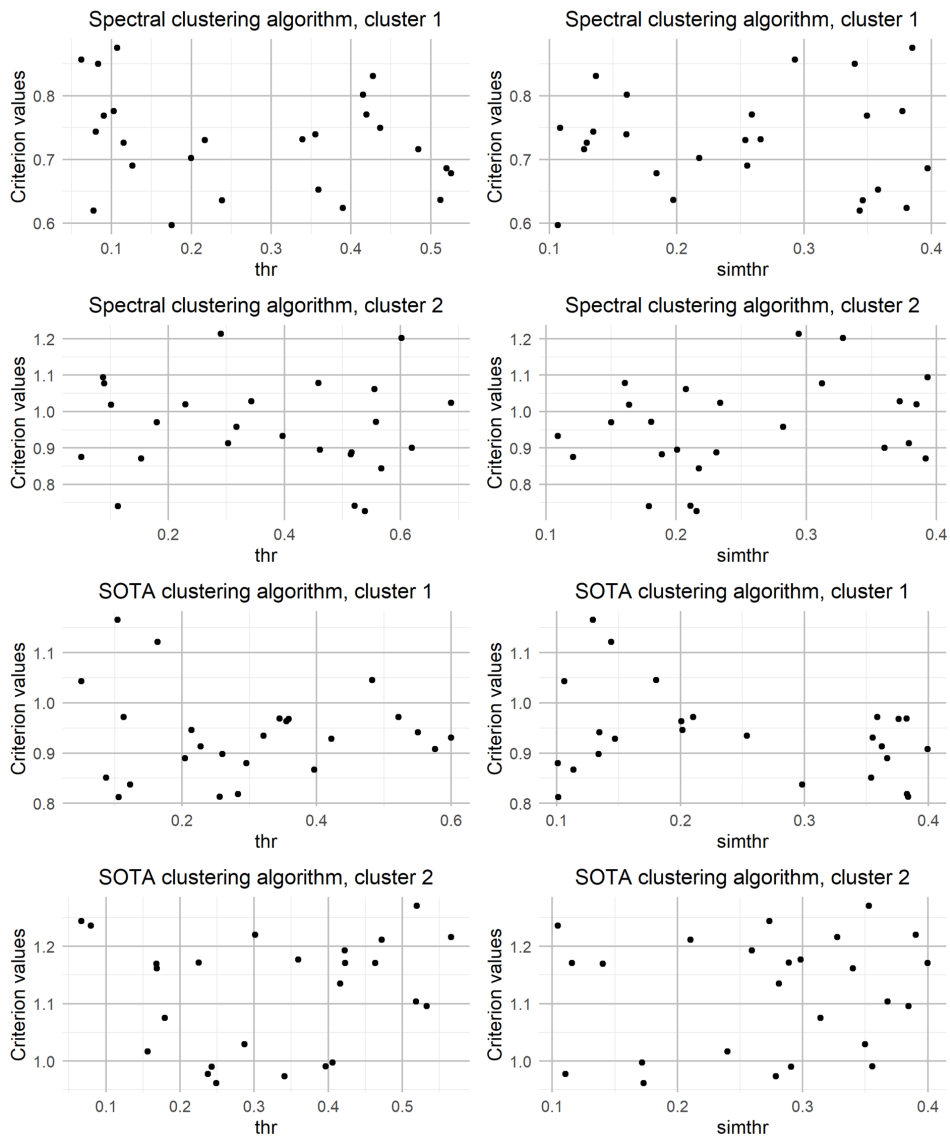 Spectral clustering algorithm, cluster 1
Criterion values
0.8
0.7
0.6
0.1 0.2 0.3 0.4 0.5
thr
Spectral clustering algorithm, cluster 1
Criterion values
0.8
0.7
0.6
0.1 0.2 0.3 0.4
simthr
Spectral clustering algorithm, cluster 2
Criterion values
1.2
1.1
1.0
0.9
0.8
0.2 0.4 0.6
thr
Spectral clustering algorithm, cluster 2
Criterion values
1.2
1.1
1.0
0.9
0.8
0.1 0.2 0.3 0.4
simthr
SOTA clustering algorithm, cluster 1
Criterion values
1.1
1.0
0.9
0.8
0.2 0.4 0.6
thr
SOTA clustering algorithm, cluster 1
Criterion values
1.1
1.0
0.9
0.8
0.1 0.2 0.3 0.4
simthr
SOTA clustering algorithm, cluster 2
Criterion values
1.2
1.1
1.0
0.1 0.2 0.3 0.4 0.5
thr
SOTA clustering algorithm, cluster 2
Criterion values
1.2
1.1
1.0
0.1 0.2 0.3 0.4
simthr